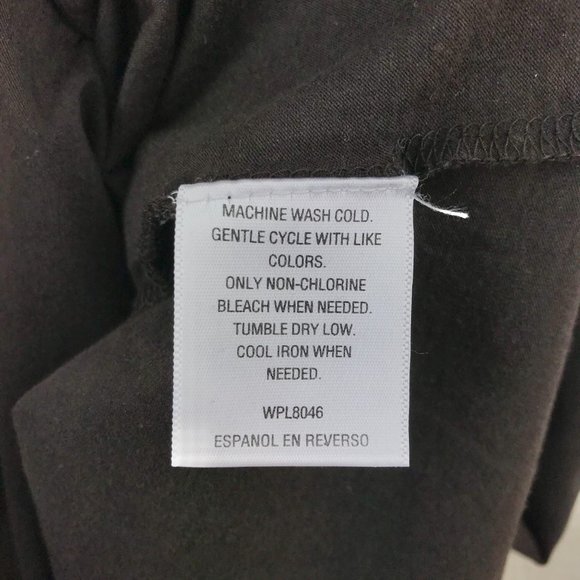 MACHINE WASH COLD.
GENTLE CYCLE WITH LIKE
COLORS.
ONLY NON-CHLORINE
BLEACH WHEN NEEDED.
TUMBLE DRY LOW.
COOL IRON WHEN
NEEDED.
WPL8046
ESPANOL EN REVERSO